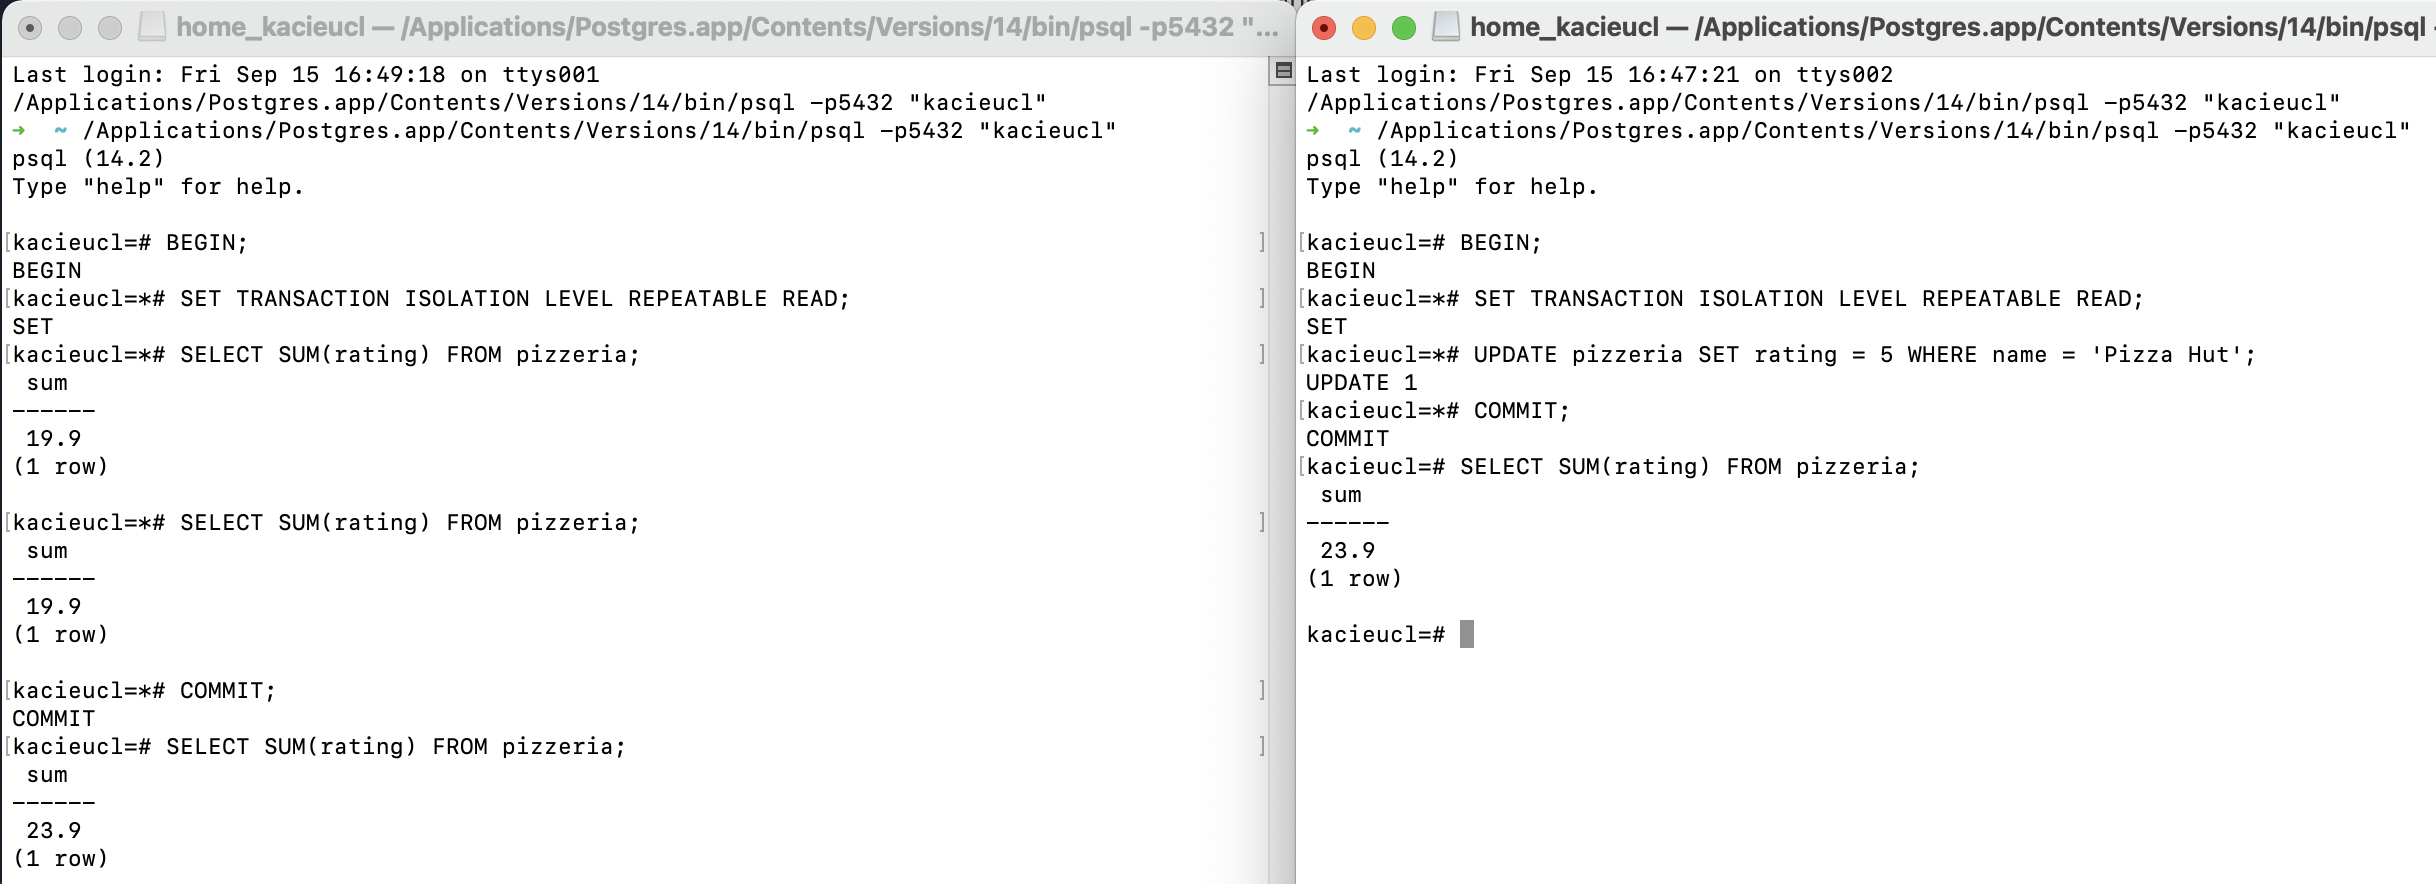 home_kacieucl — /Applications/Postgres.app/Contents/Versions/14/bin/psql -p5432 "...
Last login: Fri Sep 15 16:49:18 on ttys001
/Applications/Postgres.app/Contents/Versions/14/bin/psql -p5432 "kacieucl"
➜  ~ /Applications/Postgres.app/Contents/Versions/14/bin/psql -p5432 "kacieucl"
psql (14.2)
Type "help" for help.
[kacieucl=# BEGIN; ]
BEGIN
[kacieucl=*# SET TRANSACTION ISOLATION LEVEL REPEATABLE READ; ]
SET
[kacieucl=*# SELECT SUM(rating) FROM pizzeria; ]
sum
------
19.9
(1 row)
[kacieucl=*# SELECT SUM(rating) FROM pizzeria; ]
sum
------
19.9
(1 row)
[kacieucl=*# COMMIT; ]
COMMIT
[kacieucl=# SELECT SUM(rating) FROM pizzeria; ]
sum
------
23.9
(1 row)
home_kacieucl — /Applications/Postgres.app/Contents/Versions/14/bin/psql -
Last login: Fri Sep 15 16:47:21 on ttys002
/Applications/Postgres.app/Contents/Versions/14/bin/psql -p5432 "kacieucl"
➜  ~ /Applications/Postgres.app/Contents/Versions/14/bin/psql -p5432 "kacieucl"
psql (14.2)
Type "help" for help.
[kacieucl=# BEGIN;
BEGIN
[kacieucl=*# SET TRANSACTION ISOLATION LEVEL REPEATABLE READ;
SET
[kacieucl=*# UPDATE pizzeria SET rating = 5 WHERE name = 'Pizza Hut';
UPDATE 1
[kacieucl=*# COMMIT;
COMMIT
[kacieucl=# SELECT SUM(rating) FROM pizzeria;
sum
------
23.9
(1 row)
kacieucl=#